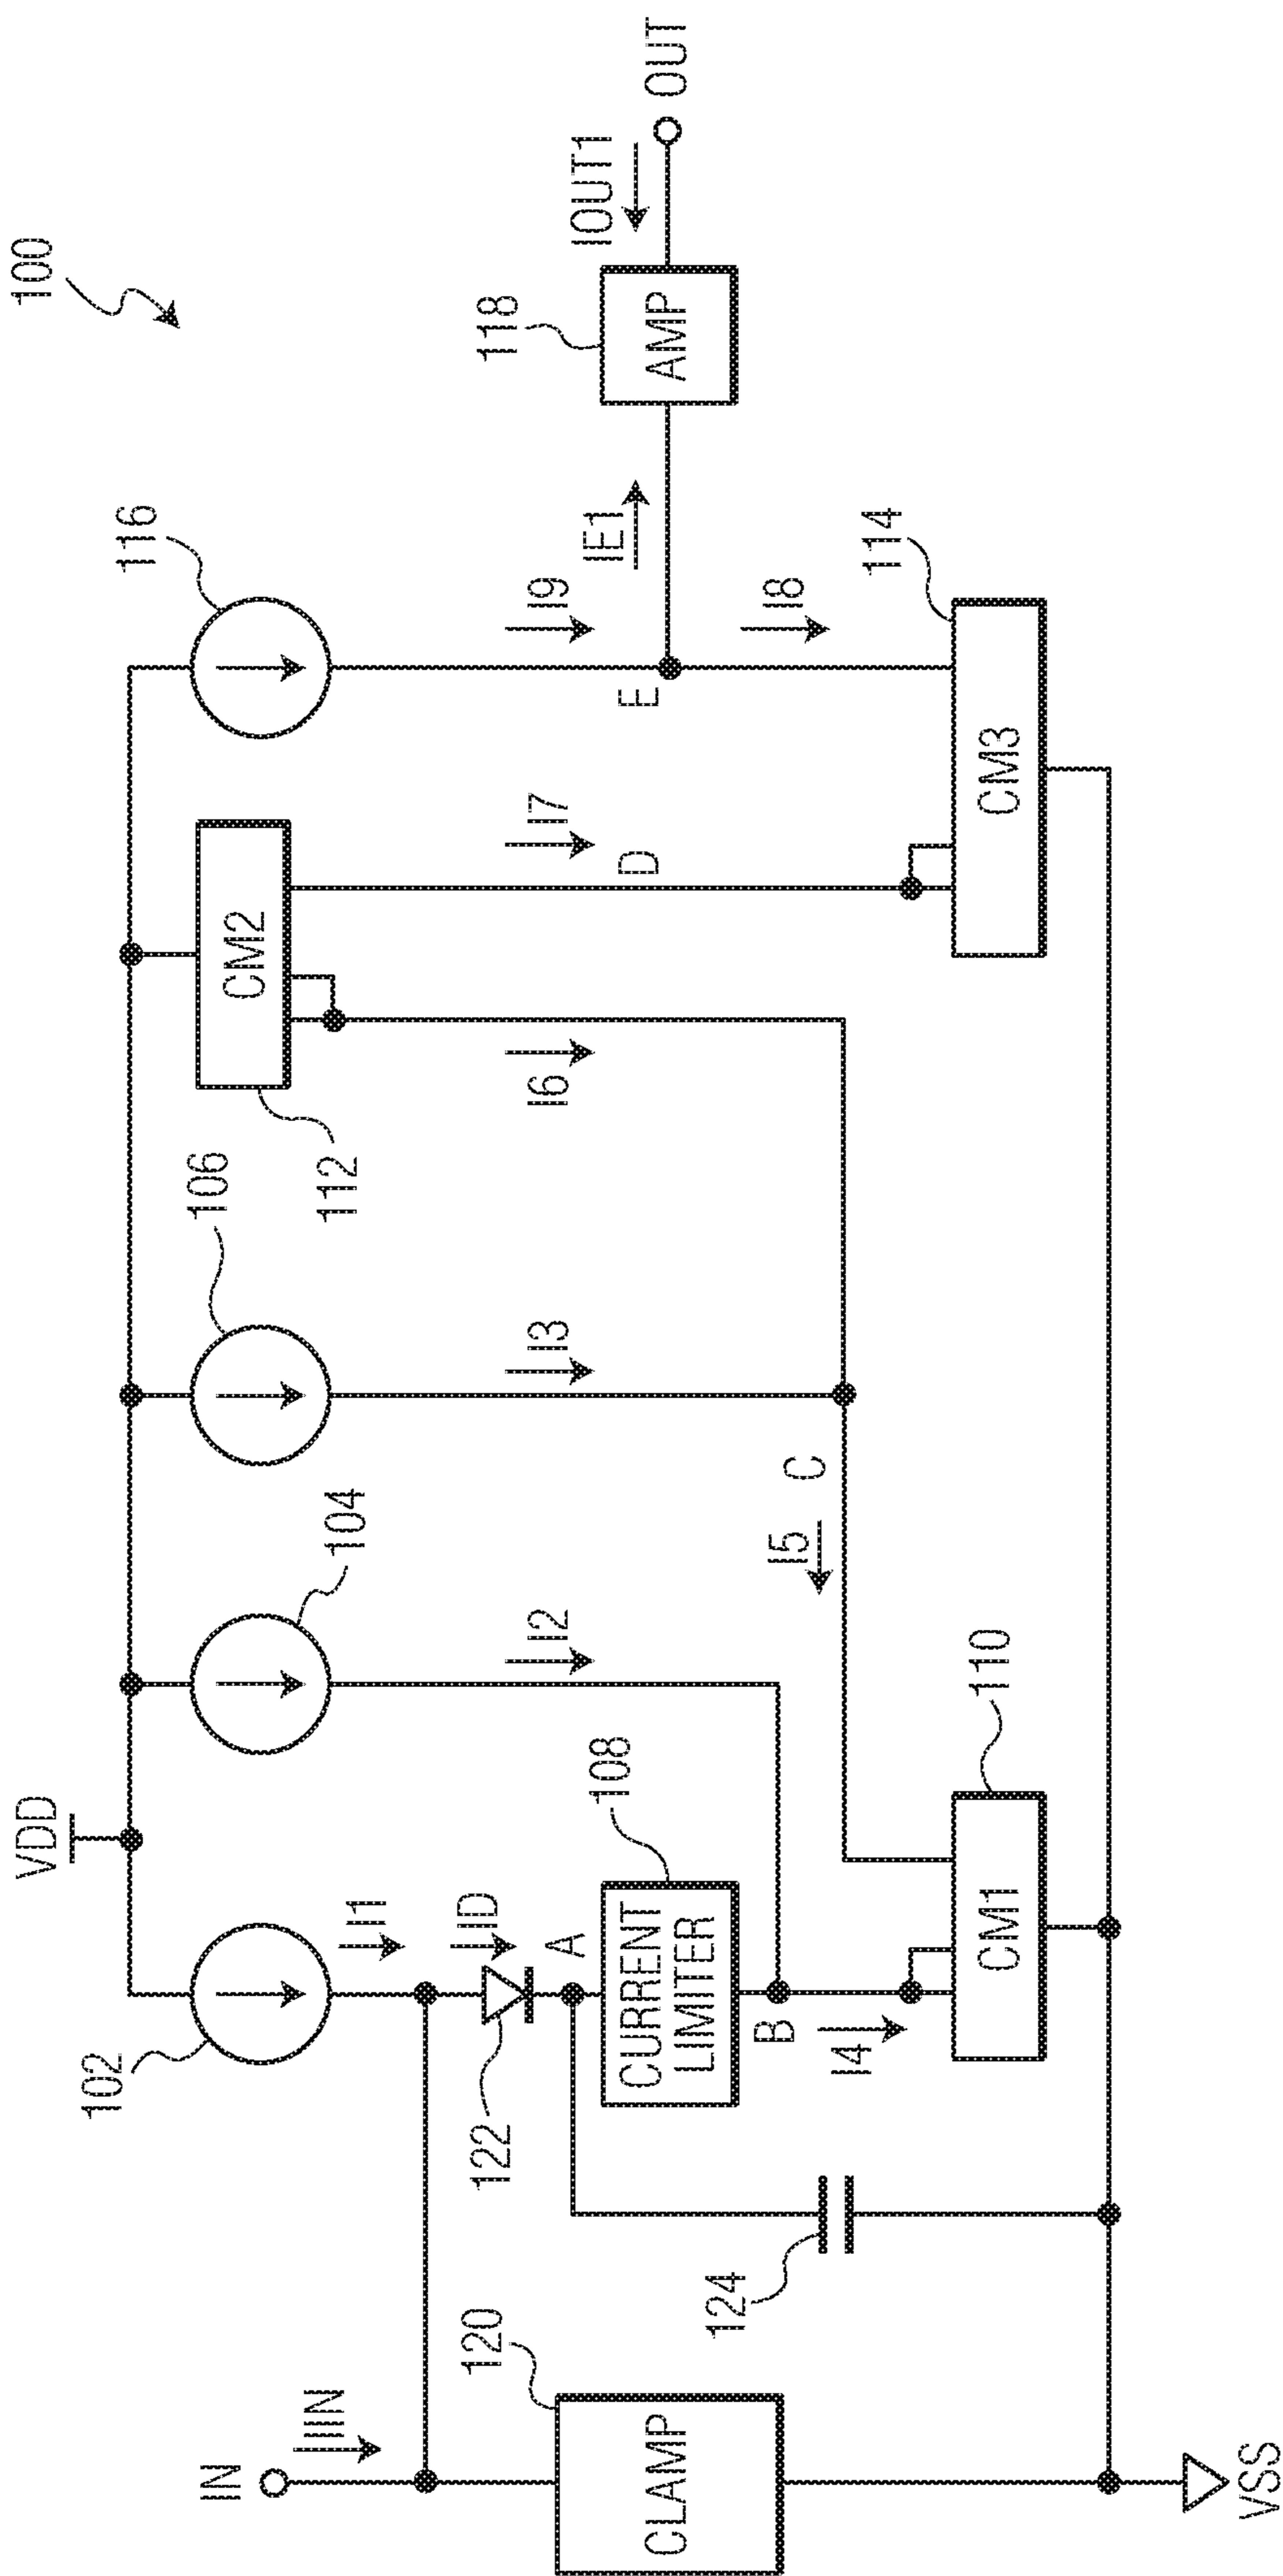 100
VDD
102
104
106
112
CM2
116
II1
IIN
IN
ID
A
122
CURRENT
LIMITER
108
I2
I3
I6
I7
I9
D
E
IE1
118
AMP
IOUT1
OUT
I8
120
CLAMP
124
B
I4
I5
C
CM1
110
CM3
114
VSS